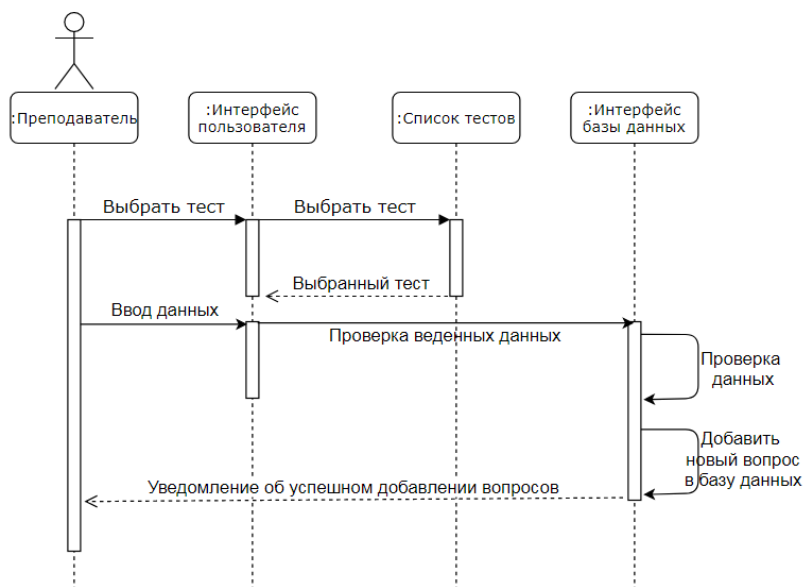 :Преподаватель
:Интерфейс
пользователя
:Список тестов
:Интерфейс
базы данных
Выбрать тест
Выбрать тест
Выбранный тест
Ввод данных
Проверка веденных данных
Проверка
данных
Добавить
новый вопрос
в базу данных
Уведомление об успешном добавлении вопросов